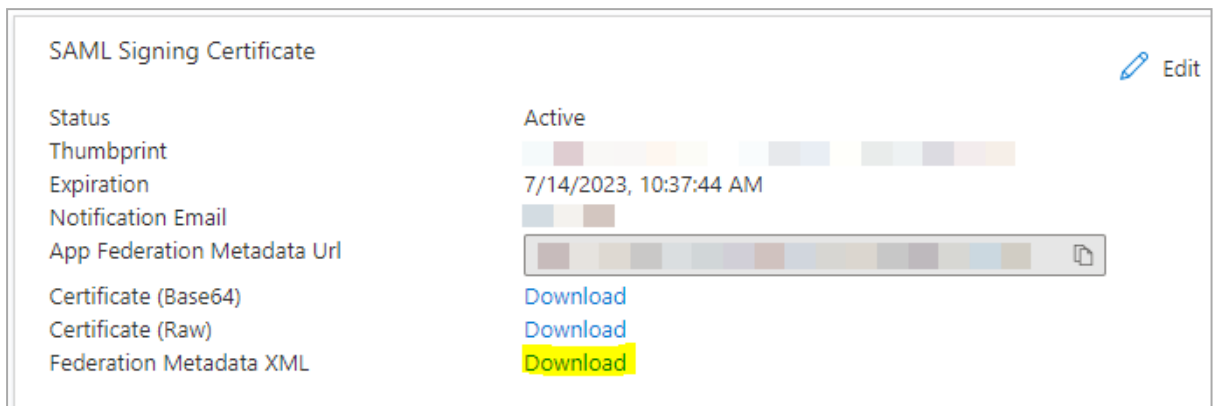 SAML Signing Certificate
Edit
Status Active
Thumbprint
Expiration 7/14/2023, 10:37:44 AM
Notification Email
App Federation Metadata Url
Certificate (Base64) Download
Certificate (Raw) Download
Federation Metadata XML Download